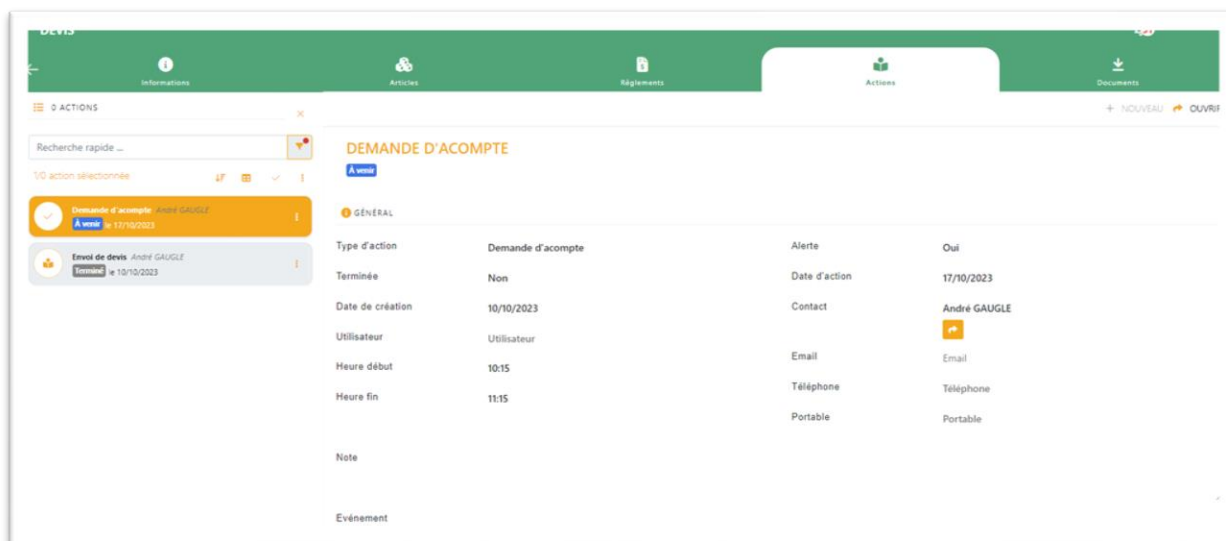 DEVIS
Informations
Articles
Réglements
Actions
Documents
0 ACTIONS
×
+ NOUVEAU
OUVRIR
Recherche rapide ...
1/0 action sélectionnée
Demande d'acompte André GAUGLE
À venir le 17/10/2023
Envoi de devis André GAUGLE
Terminé le 10/10/2023
DEMANDE D'ACOMPTE
À venir
GÉNÉRAL
Type d'action Demande d'acompte
Alerte Oui
Terminée Non
Date d'action 17/10/2023
Date de création 10/10/2023
Contact André GAUGLE
Utilisateur Utilisateur
Heure début 10:15
Email Email
Heure fin 11:15
Téléphone Téléphone
Portable Portable
Note
Evénement